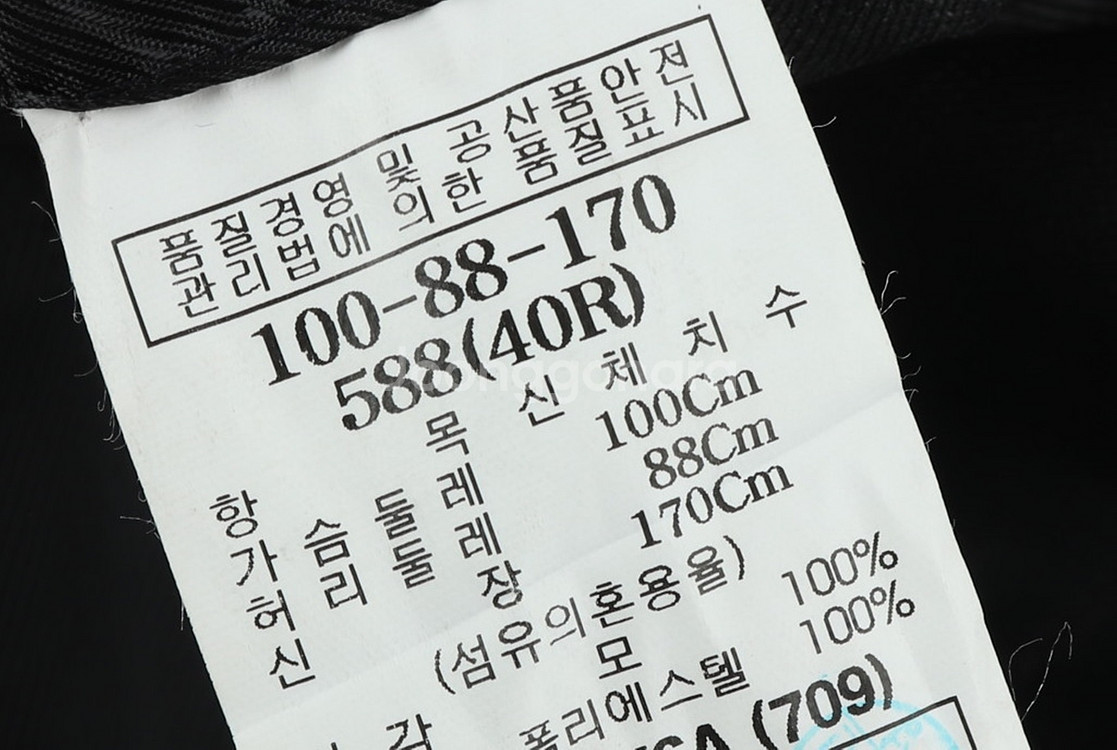 품질경영 및 공산품안전
관리법에 의한 품질표시
100-88-170
588(40R)
항 목 신 체 치 수
가 슴 둘 레 100Cm
허 리 둘 레 88Cm
신 장 170Cm
(섬유의혼용율)
모 100%
감 폴리에스텔 100%
(709)